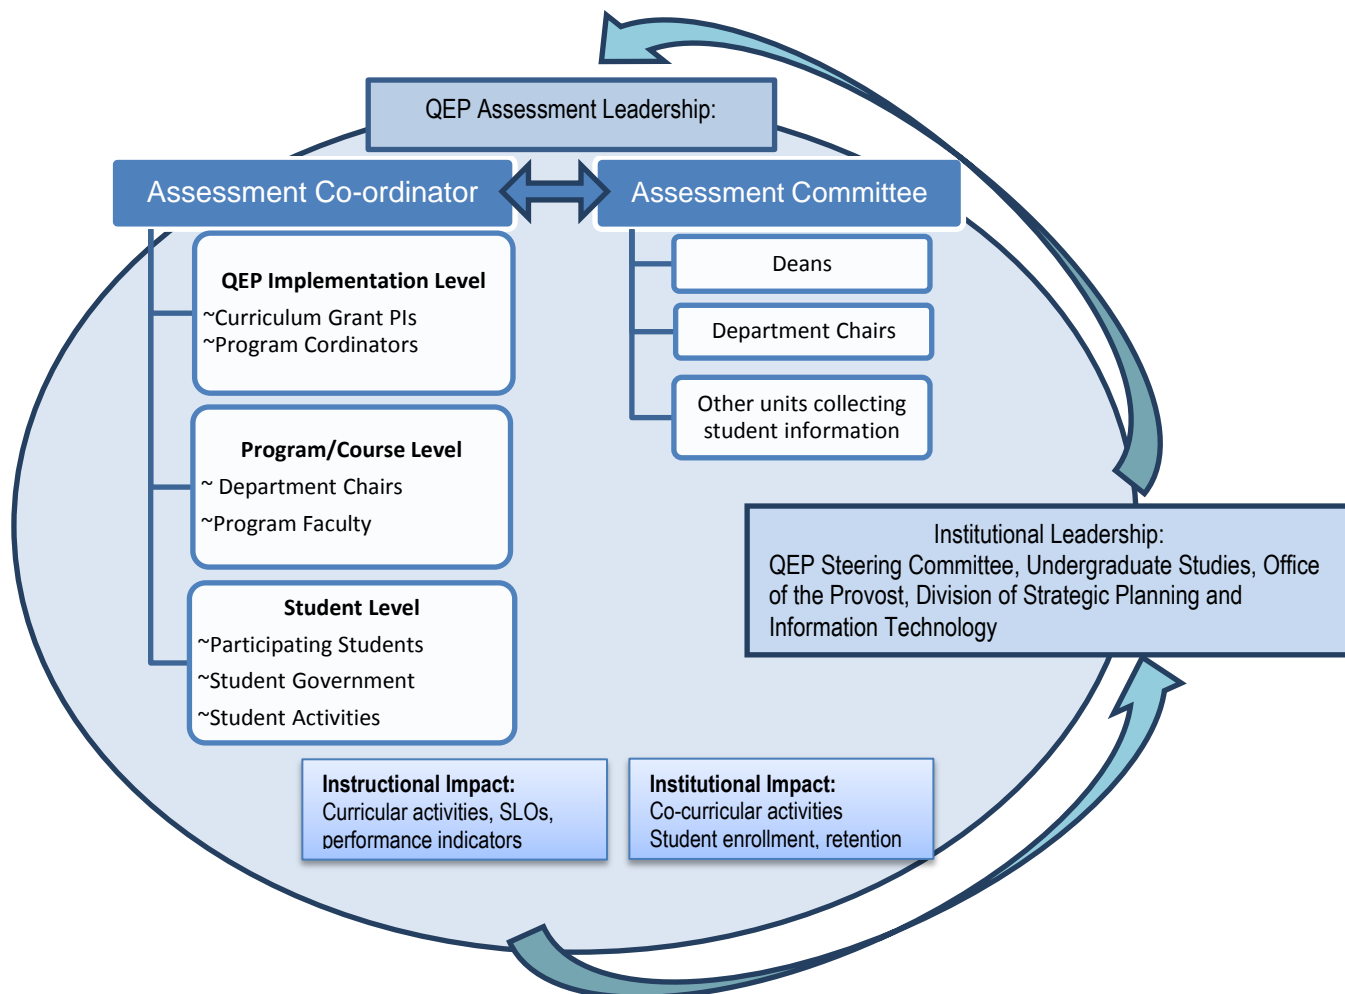 QEP Assessment Leadership:
Assessment Co-ordinator
Assessment Committee
QEP Implementation Level
~Curriculum Grant PIs
~Program Cordinators
Program/Course Level
~ Department Chairs
~Program Faculty
Student Level
~Participating Students
~Student Government
~Student Activities
Deans
Department Chairs
Other units collecting
student information
Institutional Leadership:
QEP Steering Committee, Undergraduate Studies, Office
of the Provost, Division of Strategic Planning and
Information Technology
Instructional Impact:
Curricular activities, SLOs,
performance indicators
Institutional Impact:
Co-curricular activities
Student enrollment, retention